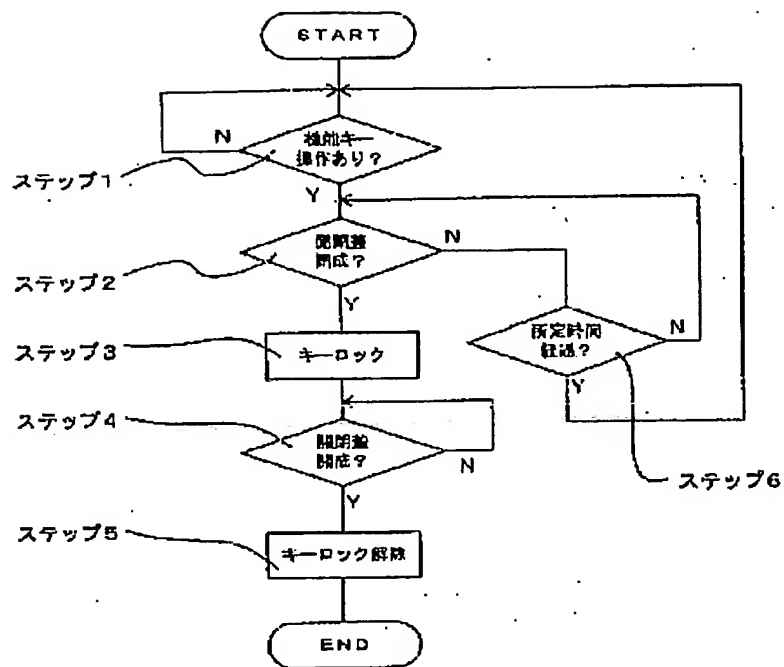 START
N
機能キー
操作あり?
ステップ1
Y
開閉蓋
閉成?
N
ステップ2
Y
所定時間
経過?
N
Y
ステップ3
キーロック
ステップ4
開閉蓋
開成?
N
Y
ステップ6
ステップ5
キーロック解除
END